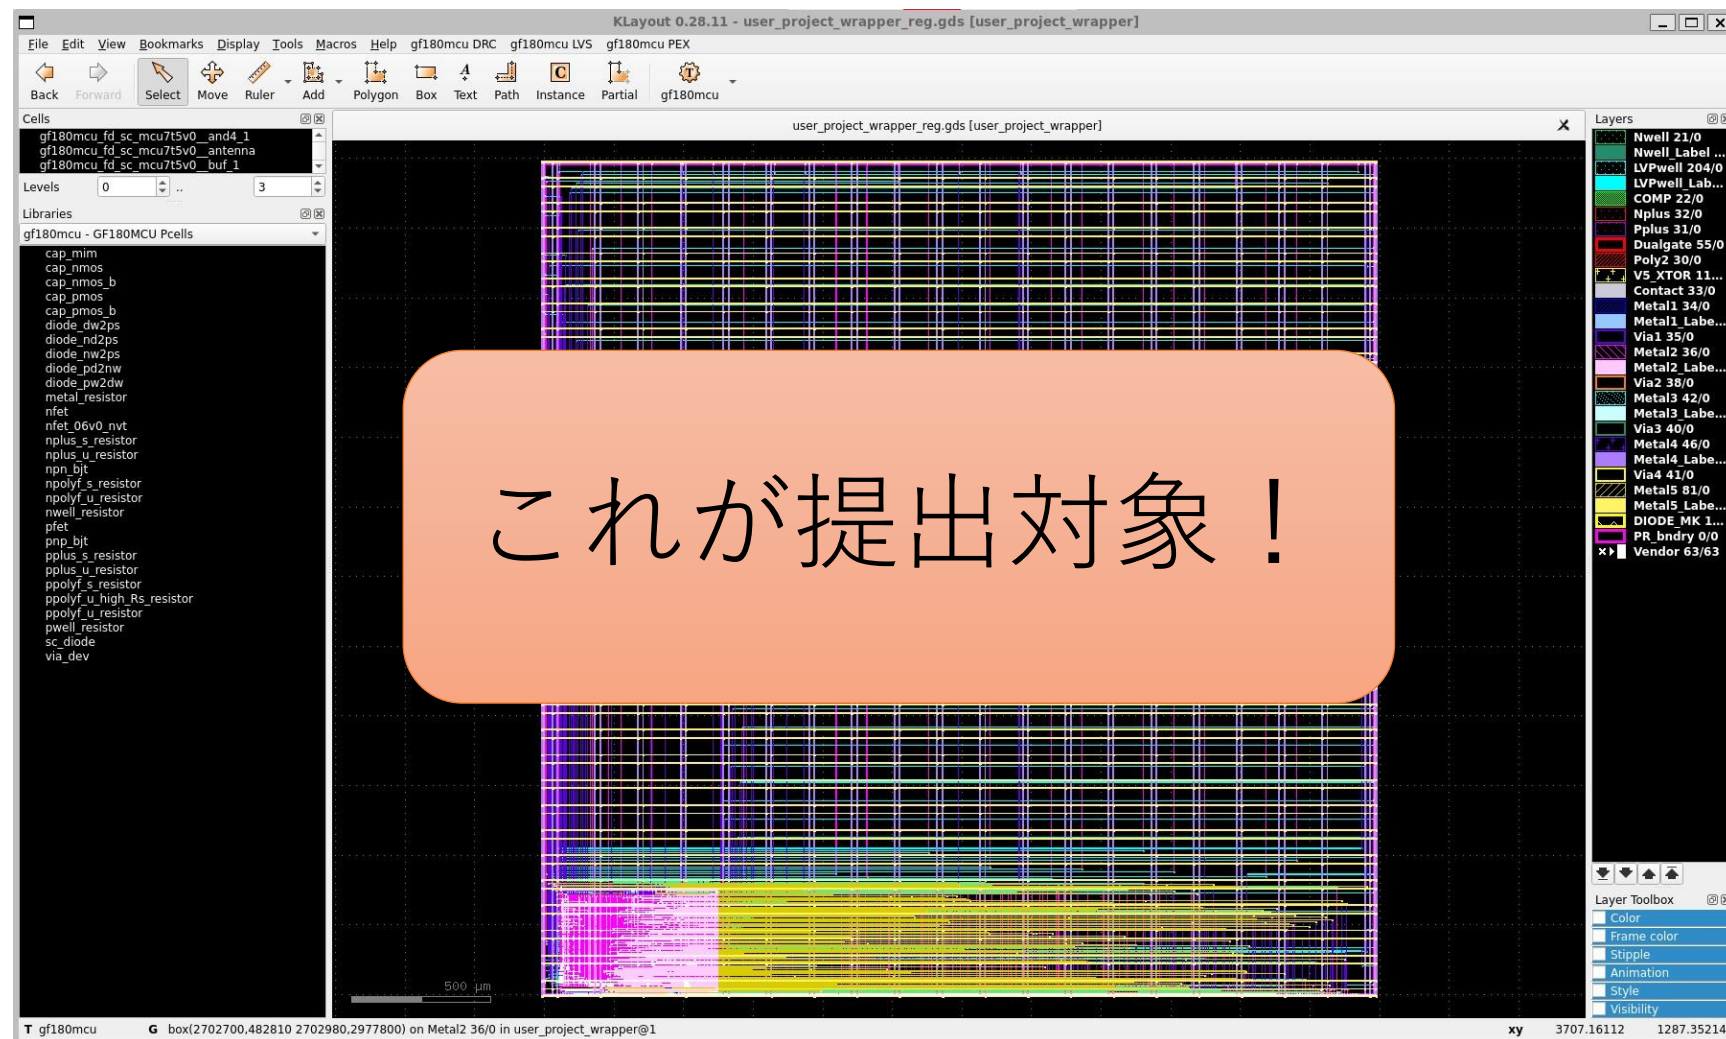 KLayout 0.28.11 - user_project_wrapper_reg.gds [user_project_wrapper]
File Edit View Bookmarks Display Tools Macros Help gf180mcu DRC gf180mcu LVS gf180mcu PEX
Back Forward Select Move Ruler Add Polygon Box Text Path Instance Partial gf180mcu
Cells
gf180mcu_fd_sc_mcu7t5v0__and4_1
gf180mcu_fd_sc_mcu7t5v0__antenna
gf180mcu_fd_sc_mcu7t5v0__buf_1
Levels 0 .. 3
Libraries
gf180mcu - GF180MCU Pcells
cap_mim
cap_nmos
cap_nmos_b
cap_pmos
cap_pmos_b
diode_dw2ps
diode_nd2ps
diode_nw2ps
diode_pd2nw
diode_pw2dw
metal_resistor
nfet
nfet_06v0_nvt
nplus_s_resistor
nplus_u_resistor
npn_bjt
npolyf_s_resistor
npolyf_u_resistor
nwell_resistor
pfet
pnp_bjt
pplus_s_resistor
pplus_u_resistor
ppolyf_s_resistor
ppolyf_u_high_Rs_resistor
ppolyf_u_resistor
pwell_resistor
sc_diode
via_dev
user_project_wrapper_reg.gds [user_project_wrapper]
これが提出対象！
500 µm
Layers
Nwell 21/0
Nwell_Label ...
LVPwell 204/0
LVPwell_Lab...
COMP 22/0
Nplus 32/0
Pplus 31/0
Dualgate 55/0
Poly2 30/0
V5_XTOR 11...
Contact 33/0
Metal1 34/0
Metal1_Labe...
Via1 35/0
Metal2 36/0
Metal2_Labe...
Via2 38/0
Metal3 42/0
Metal3_Labe...
Via3 40/0
Metal4 46/0
Metal4_Labe...
Via4 41/0
Metal5 81/0
Metal5_Labe...
DIODE_MK 1...
PR_bndry 0/0
Vendor 63/63
Layer Toolbox
Color
Frame color
Stipple
Animation
Style
Visibility
T gf180mcu G box(2702700,482810 2702980,2977800) on Metal2 36/0 in user_project_wrapper@1 xy 3707.16112 1287.35214